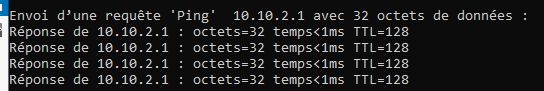 Envoi d’une requête 'Ping'  10.10.2.1 avec 32 octets de données :
Réponse de 10.10.2.1 : octets=32 temps<1ms TTL=128
Réponse de 10.10.2.1 : octets=32 temps<1ms TTL=128
Réponse de 10.10.2.1 : octets=32 temps<1ms TTL=128
Réponse de 10.10.2.1 : octets=32 temps<1ms TTL=128